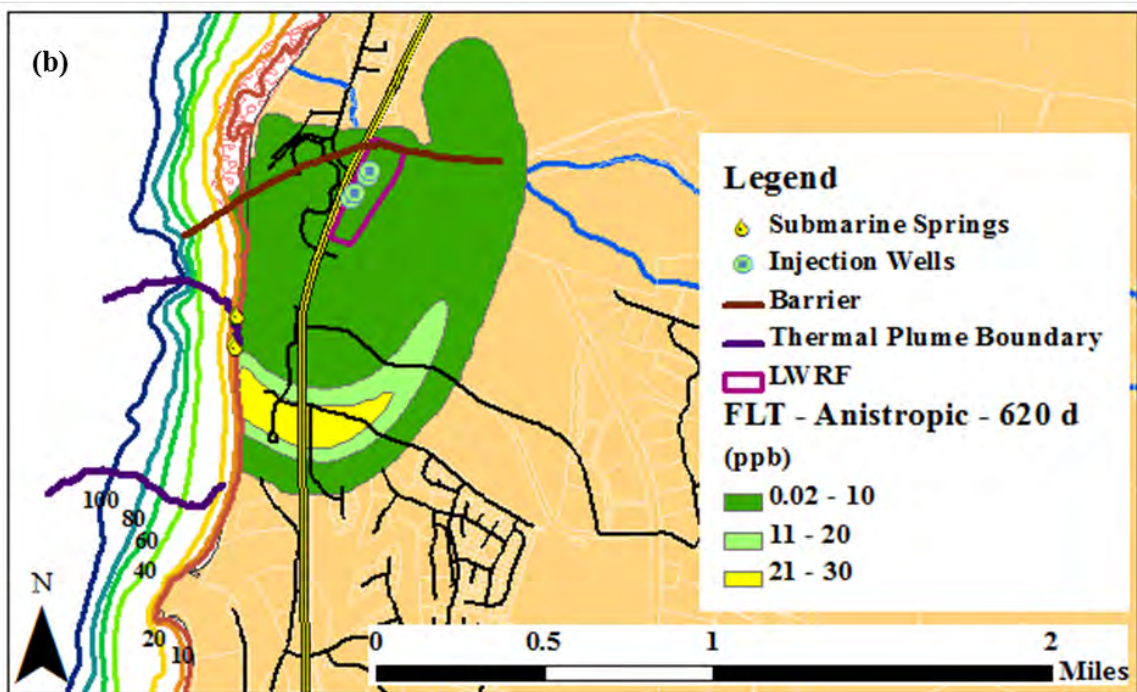 (b)
Legend
Submarine Springs
Injection Wells
Barrier
Thermal Plume Boundary
LWRF
FLT - Anistropic - 620 d
(ppb)
0.02 - 10
11 - 20
21 - 30
100
80
60
40
20
10
N
0 0.5 1 2
Miles